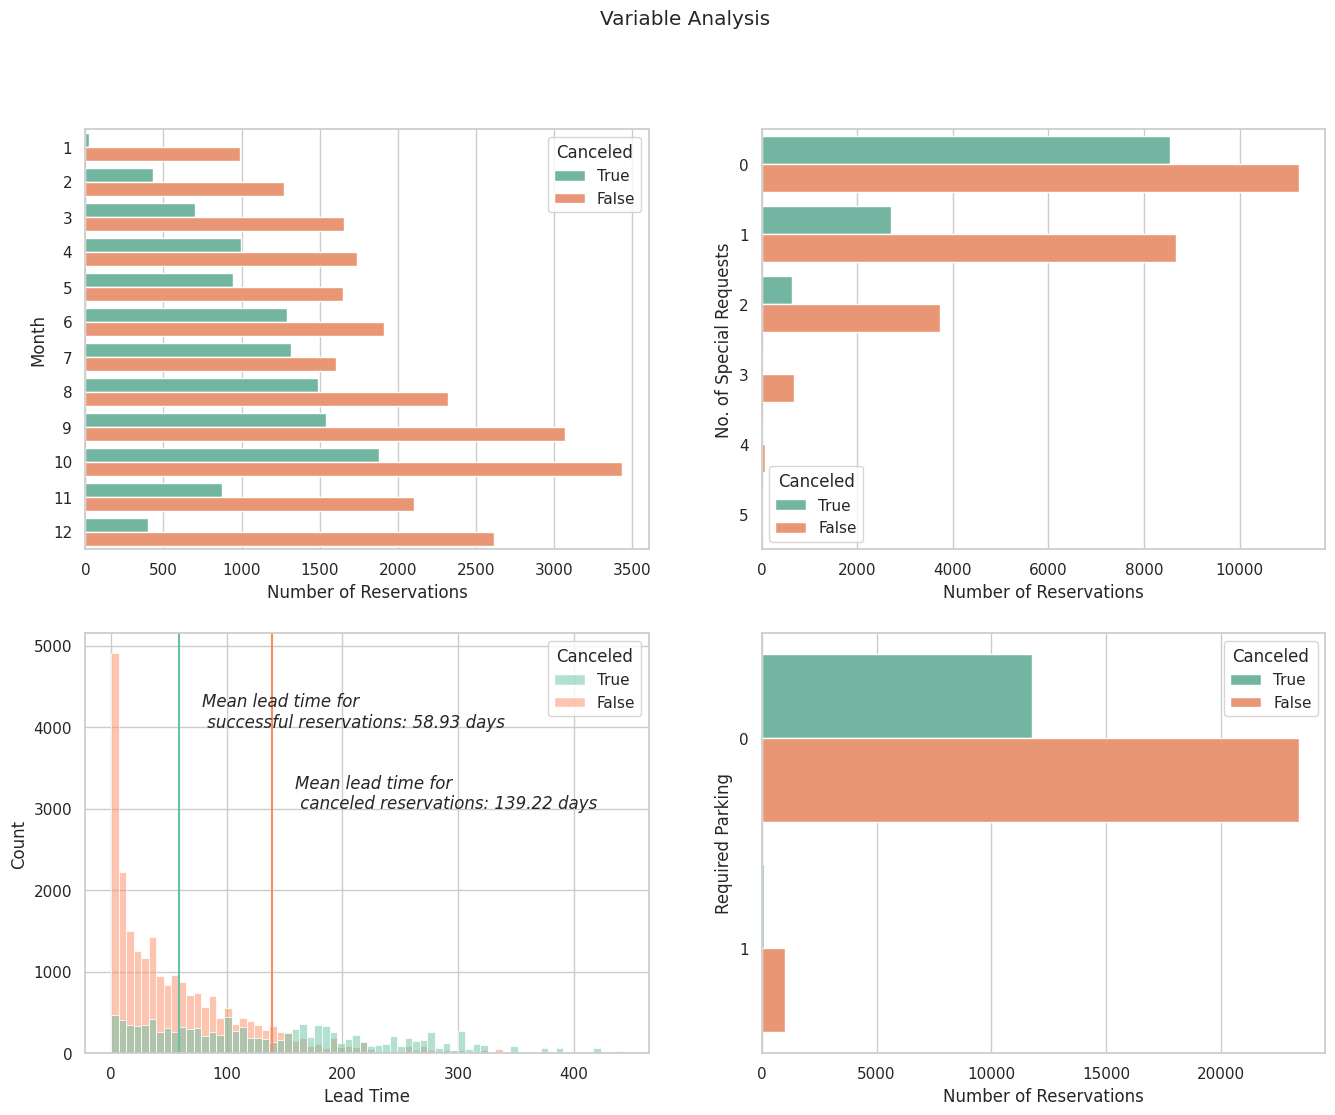 Variable Analysis
Month
1
2
3
4
5
6
7
8
9
10
11
12
0 500 1000 1500 2000 2500 3000 3500
Number of Reservations
Canceled
True
False
No. of Special Requests
0
1
2
3
4
5
0 2000 4000 6000 8000 10000
Number of Reservations
Canceled
True
False
Count
5000
4000
3000
2000
1000
0
0 100 200 300 400
Lead Time
Mean lead time for
successful reservations: 58.93 days
Mean lead time for
canceled reservations: 139.22 days
Canceled
True
False
Required Parking
0
1
0 5000 10000 15000 20000
Number of Reservations
Canceled
True
False